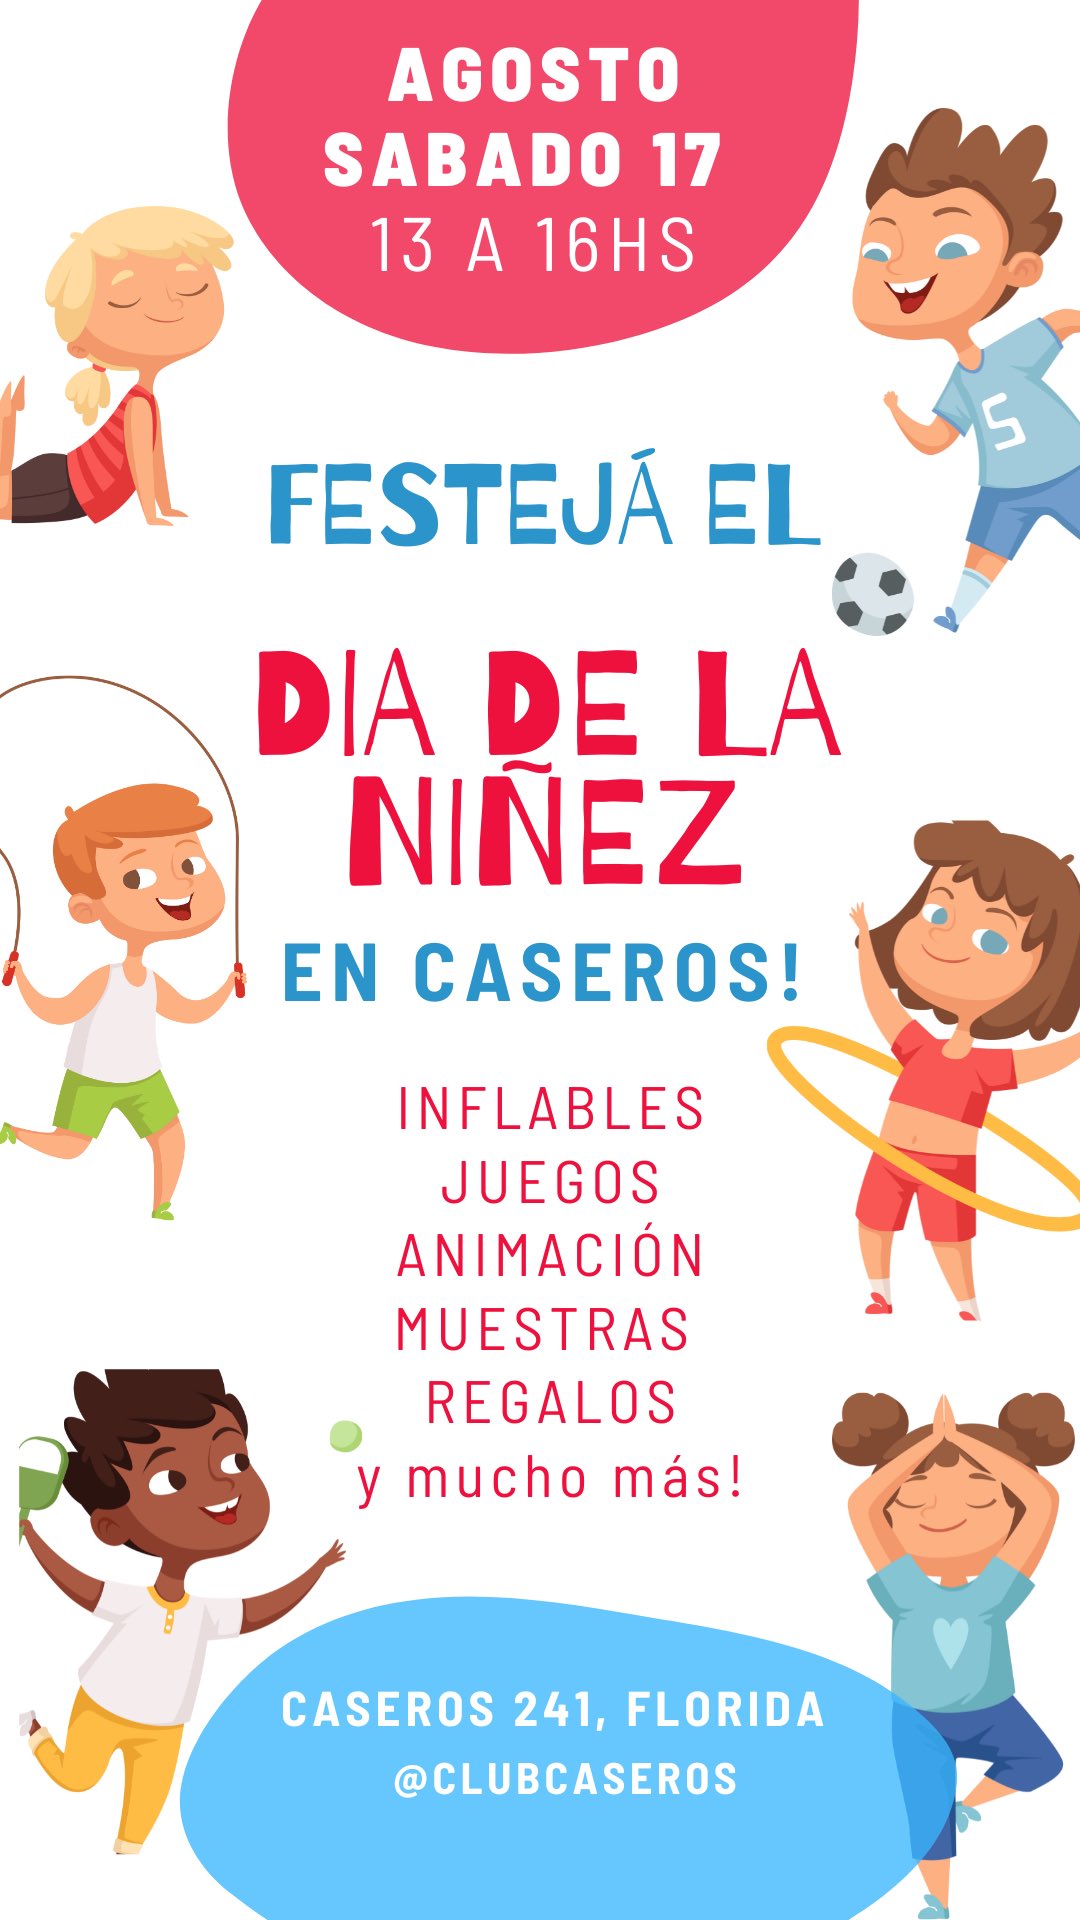 AGOSTO
SABADO 17
13 A 16HS
FESTEJÁ EL
DIA DE LA
NIÑEZ
EN CASEROS!
INFLABLES
JUEGOS
ANIMACIÓN
MUESTRAS
REGALOS
y mucho más!
5
CASEROS 241, FLORIDA
@CLUBCASEROS